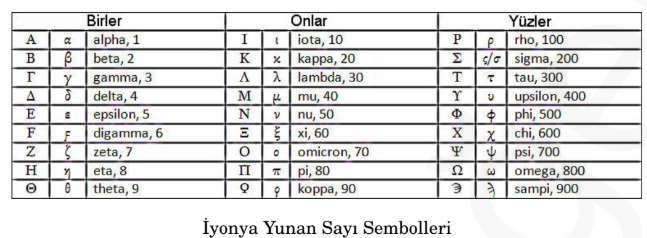 Birler Onlar Yüzler
Α α alpha, 1 Ι ι iota, 10 Ρ ρ rho, 100
Β β beta, 2 Κ κ kappa, 20 Σ ς/σ sigma, 200
Γ γ gamma, 3 Λ λ lambda, 30 Τ τ tau, 300
Δ δ delta, 4 Μ μ mu, 40 Υ υ upsilon, 400
Ε ε epsilon, 5 Ν ν nu, 50 Φ ϕ phi, 500
Ϝ ϝ digamma, 6 Ξ ξ xi, 60 Χ χ chi, 600
Ζ ζ zeta, 7 Ο ο omicron, 70 Ψ ψ psi, 700
Η η eta, 8 Π π pi, 80 Ω ω omega, 800
Θ θ theta, 9 Ϙ ϙ koppa, 90 Ϡ ϡ sampi, 900
İyonya Yunan Sayı Sembolleri